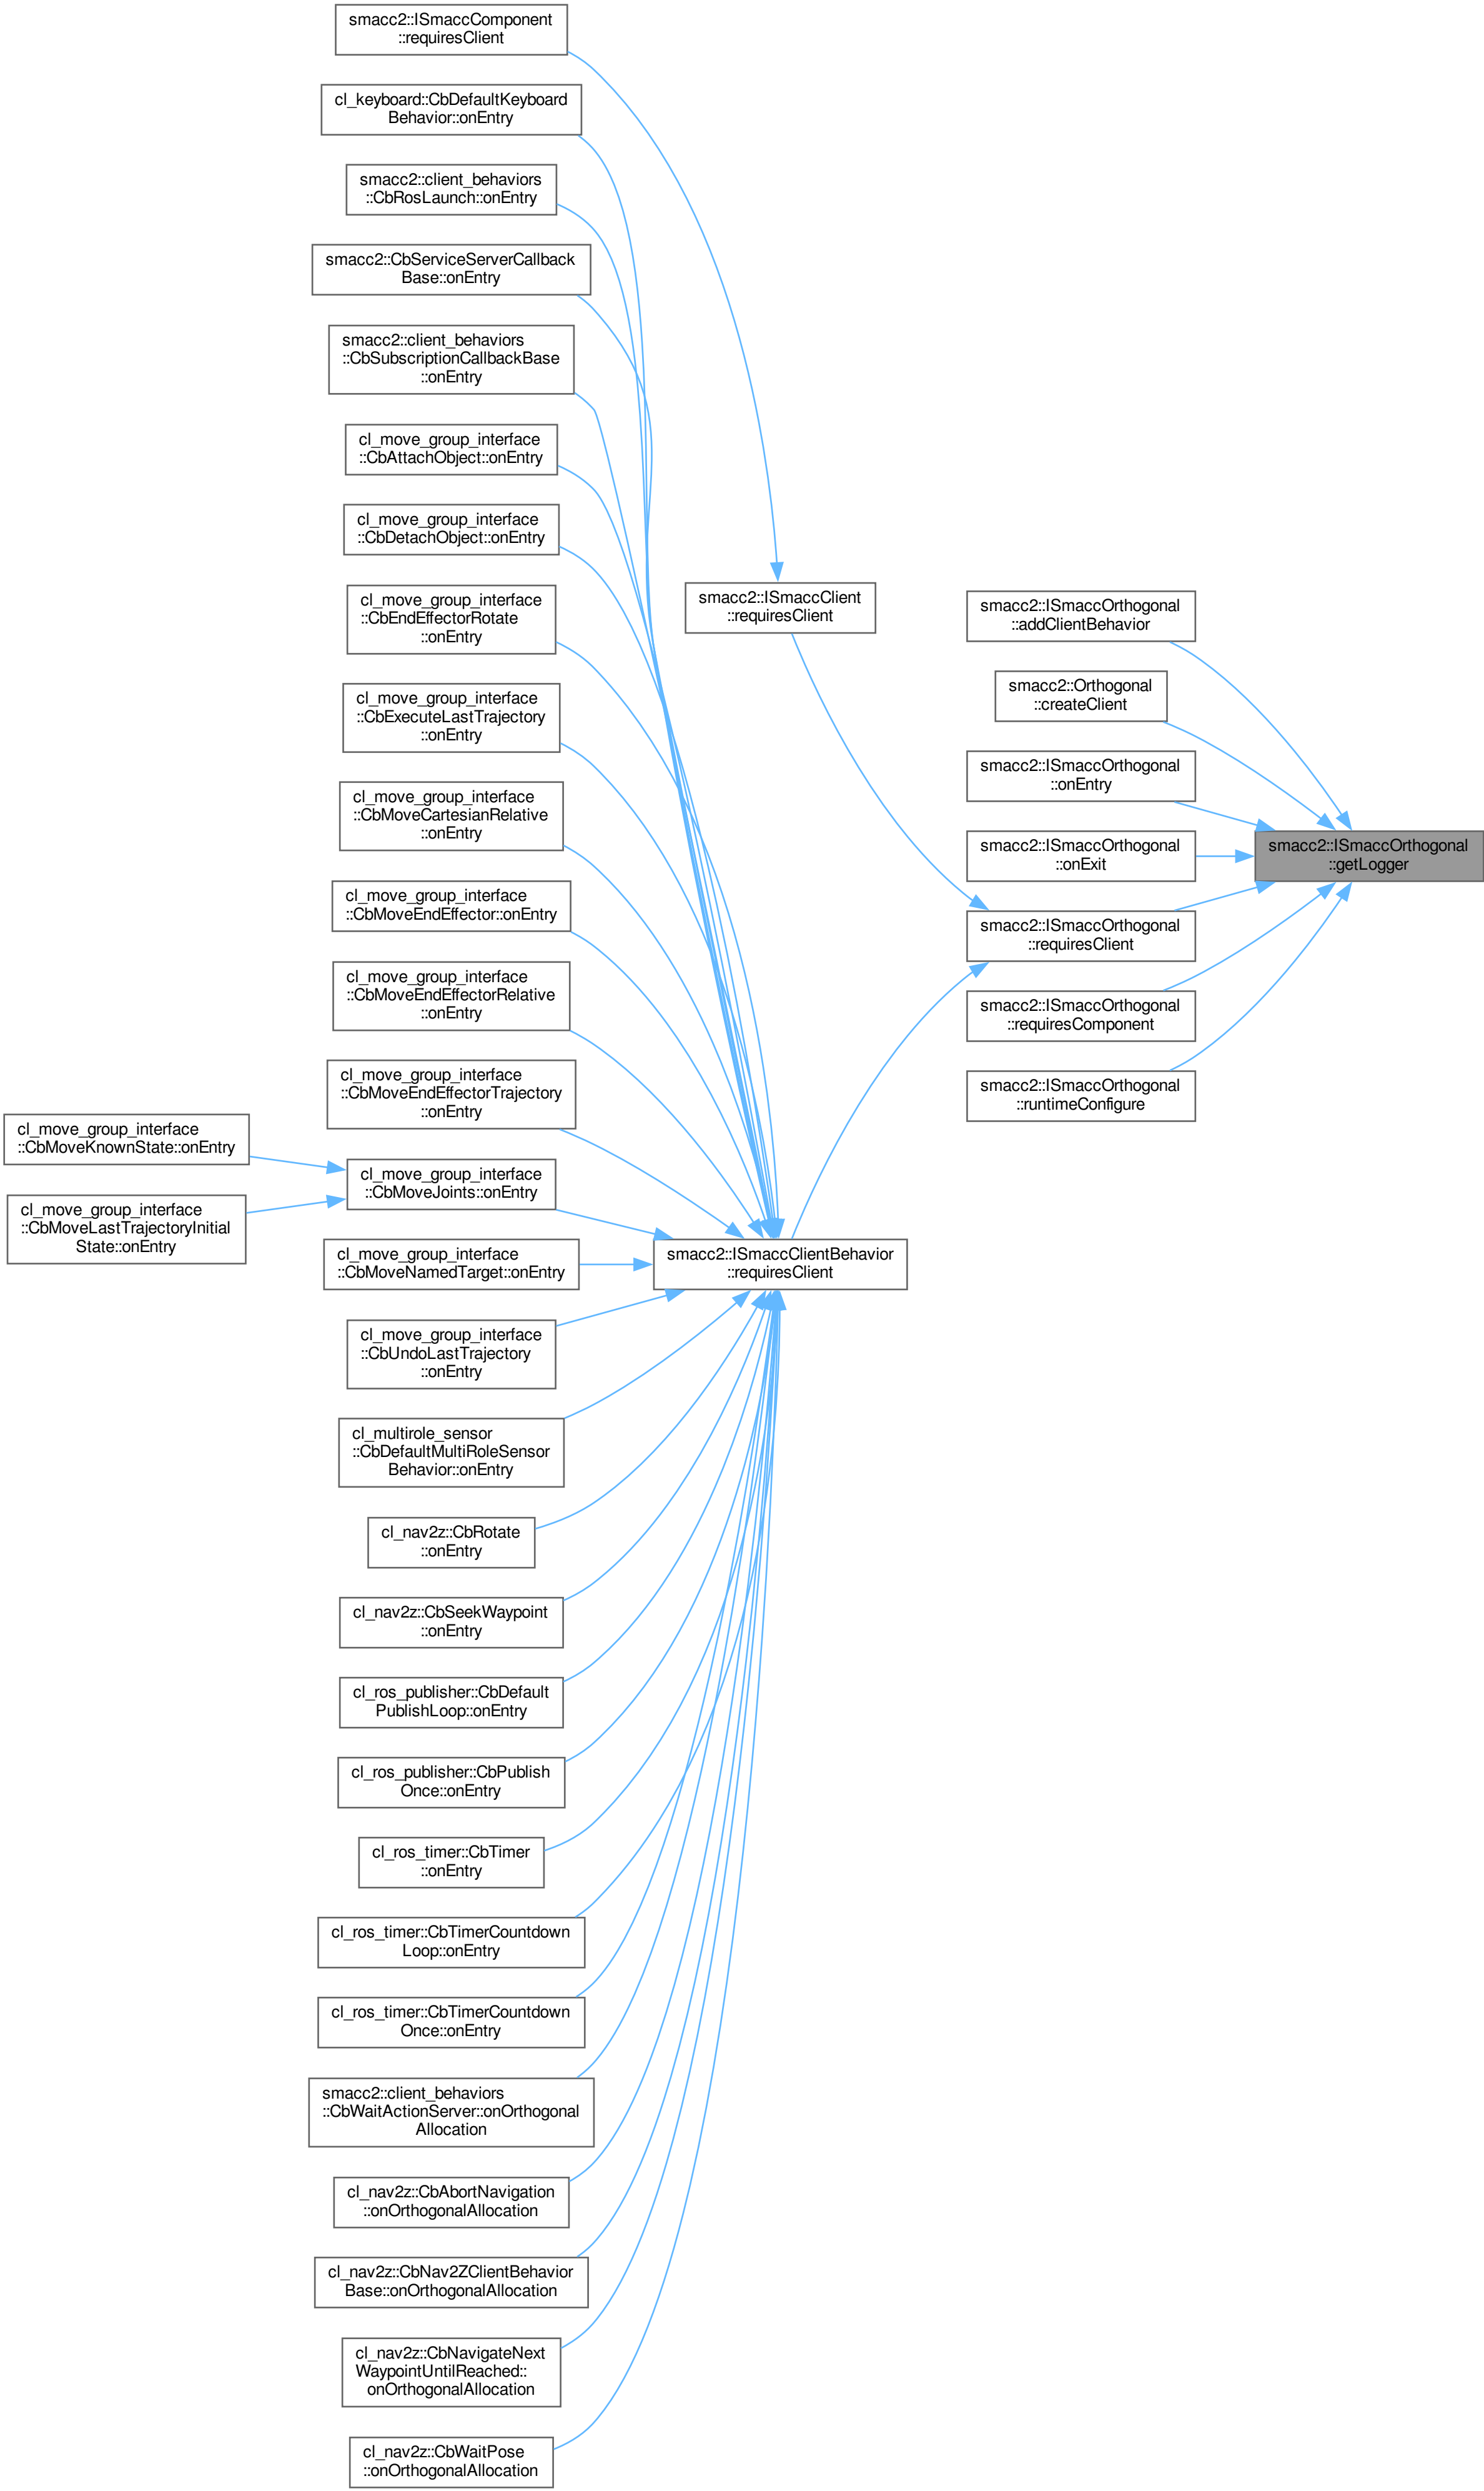 smacc2::ISmaccComponent
::requiresClient
cl_keyboard::CbDefaultKeyboard
Behavior::onEntry
smacc2::client_behaviors
::CbRosLaunch::onEntry
smacc2::CbServiceServerCallback
Base::onEntry
smacc2::client_behaviors
::CbSubscriptionCallbackBase
::onEntry
cl_move_group_interface
::CbAttachObject::onEntry
cl_move_group_interface
::CbDetachObject::onEntry
cl_move_group_interface
::CbEndEffectorRotate
::onEntry
cl_move_group_interface
::CbExecuteLastTrajectory
::onEntry
cl_move_group_interface
::CbMoveCartesianRelative
::onEntry
cl_move_group_interface
::CbMoveEndEffector::onEntry
cl_move_group_interface
::CbMoveEndEffectorRelative
::onEntry
cl_move_group_interface
::CbMoveEndEffectorTrajectory
::onEntry
cl_move_group_interface
::CbMoveKnownState::onEntry
cl_move_group_interface
::CbMoveLastTrajectoryInitial
State::onEntry
cl_move_group_interface
::CbMoveJoints::onEntry
cl_move_group_interface
::CbMoveNamedTarget::onEntry
cl_move_group_interface
::CbUndoLastTrajectory
::onEntry
cl_multirole_sensor
::CbDefaultMultiRoleSensor
Behavior::onEntry
cl_nav2z::CbRotate
::onEntry
cl_nav2z::CbSeekWaypoint
::onEntry
cl_ros_publisher::CbDefault
PublishLoop::onEntry
cl_ros_publisher::CbPublish
Once::onEntry
cl_ros_timer::CbTimer
::onEntry
cl_ros_timer::CbTimerCountdown
Loop::onEntry
cl_ros_timer::CbTimerCountdown
Once::onEntry
smacc2::client_behaviors
::CbWaitActionServer::onOrthogonal
Allocation
cl_nav2z::CbAbortNavigation
::onOrthogonalAllocation
cl_nav2z::CbNav2ZClientBehavior
Base::onOrthogonalAllocation
cl_nav2z::CbNavigateNext
WaypointUntilReached::
onOrthogonalAllocation
cl_nav2z::CbWaitPose
::onOrthogonalAllocation
smacc2::ISmaccClient
::requiresClient
smacc2::ISmaccClientBehavior
::requiresClient
smacc2::ISmaccOrthogonal
::addClientBehavior
smacc2::Orthogonal
::createClient
smacc2::ISmaccOrthogonal
::onEntry
smacc2::ISmaccOrthogonal
::onExit
smacc2::ISmaccOrthogonal
::requiresClient
smacc2::ISmaccOrthogonal
::requiresComponent
smacc2::ISmaccOrthogonal
::runtimeConfigure
smacc2::ISmaccOrthogonal
::getLogger